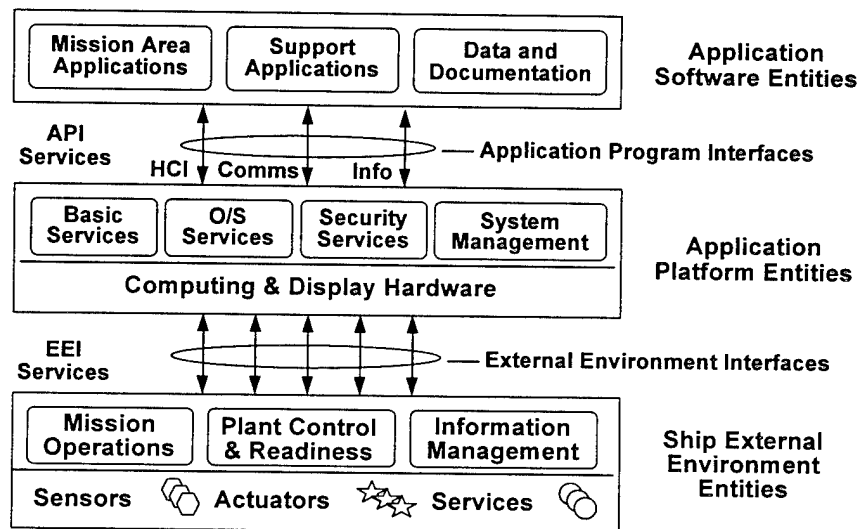 Mission Area
Applications
Support
Applications
Data and
Documentation
Application
Software Entities
API
Services
HCI
Comms
Info
Application Program Interfaces
Basic
Services
O/S
Services
Security
Services
System
Management
Computing & Display Hardware
Application
Platform Entities
EEI
Services
External Environment Interfaces
Mission
Operations
Plant Control
& Readiness
Information
Management
Sensors
Actuators
Services
Ship External
Environment
Entities